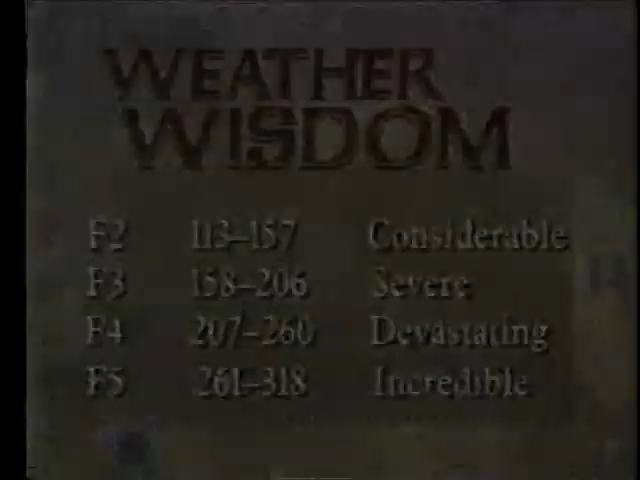 WEATHER
WISDOM
F2 113-157 Considerable
F3 158-206 Severe
F4 207-260 Devastating
F5 261-318 Incredible